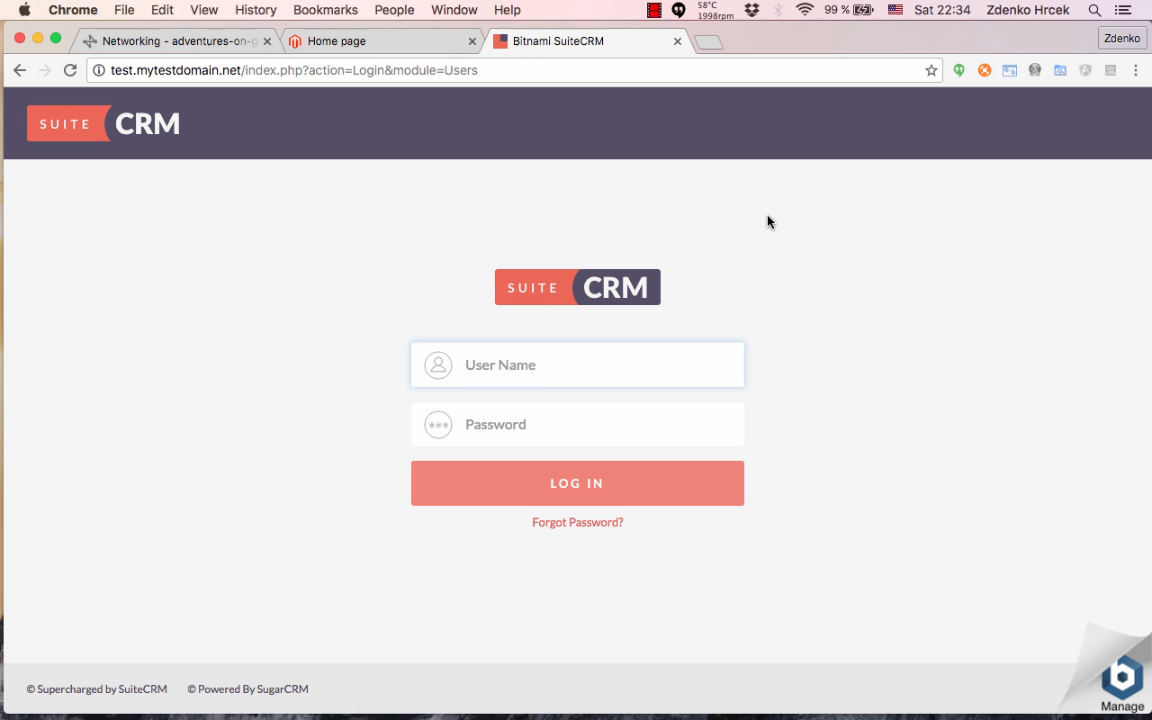 Chrome File Edit View History Bookmarks People Window Help 58°C 1998rpm 99 % Sat 22:34 Zdenko Hrcek
Networking - adventures-on-g Home page Bitnami SuiteCRM Zdenko
test.mytestdomain.net/index.php?action=Login&module=Users
SUITE CRM
SUITE CRM
User Name
Password
LOG IN
Forgot Password?
© Supercharged by SuiteCRM © Powered By SugarCRM
Manage